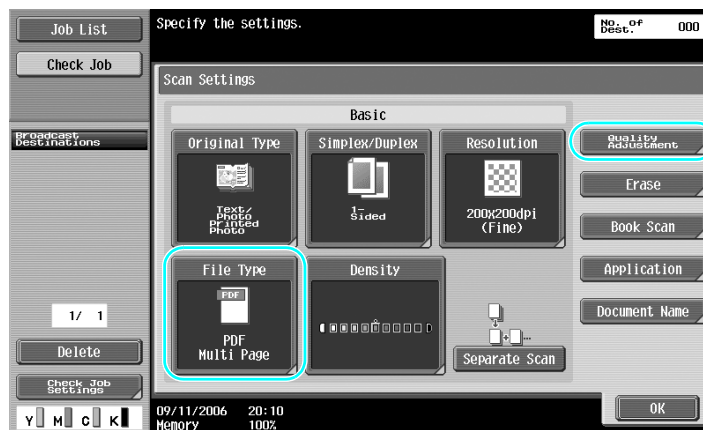 Job List
Check Job
Specify the settings.
No. of
Dest.
000
Scan Settings
Basic
Broadcast
Destinations
Original Type
Text/
Photo
Printed
Photo
Simplex/Duplex
1-
Sided
Resolution
200X200dpi
(Fine)
Quality
Adjustment
Erase
Book Scan
Application
Document Name
File Type
PDF
PDF
Multi Page
Density
Separate Scan
1/ 1
Delete
Check Job
Settings
Y M C K
09/11/2006 20:10
Memory 100%
OK